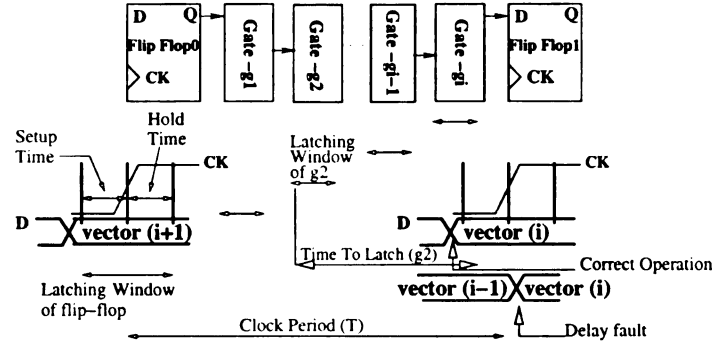 D Q
Flip Flop0
CK
Gate -g1
Gate -g2
Gate -gi-1
Gate -gi
D Q
Flip Flop1
CK
Setup
Time
Hold
Time
CK
D
vector (i+1)
Latching Window
of flip-flop
Latching
Window
of g2
CK
D
vector (i)
Time To Latch (g2)
Correct Operation
vector (i-1) vector (i)
Clock Period (T)
Delay fault